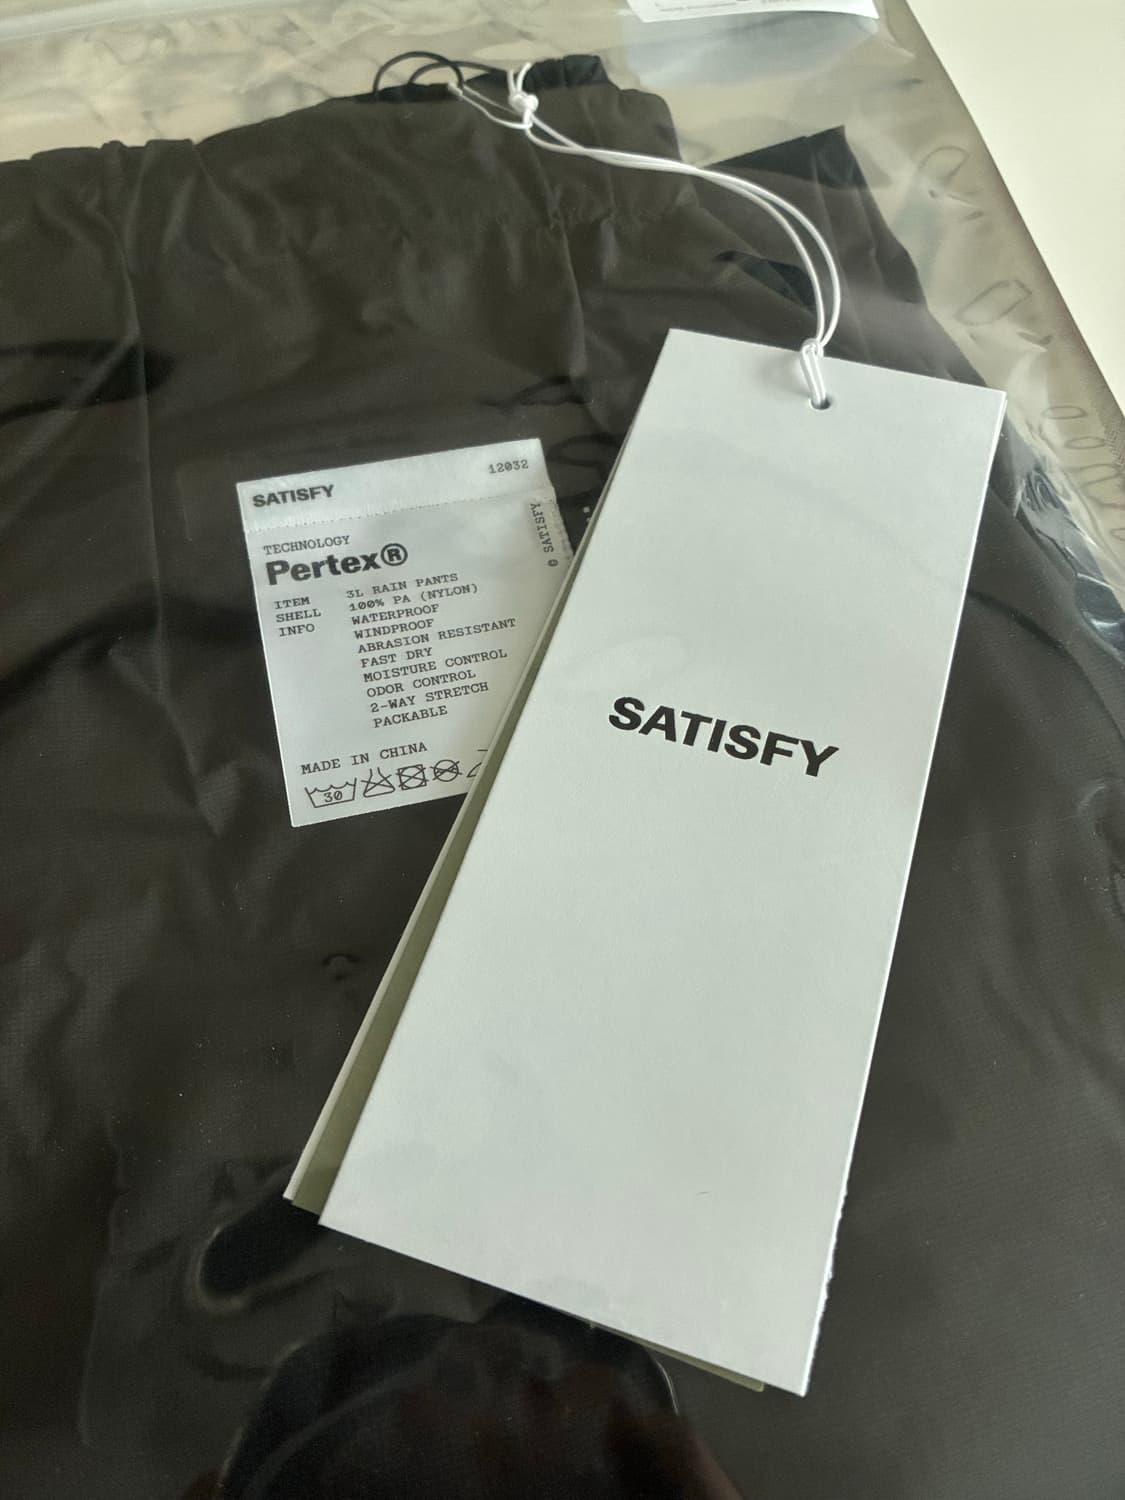 SATISFY 12032
TECHNOLOGY
Pertex®
ITEM 3L RAIN PANTS
SHELL 100% PA (NYLON)
INFO WATERPROOF
WINDPROOF
ABRASION RESISTANT
FAST DRY
MOISTURE CONTROL
ODOR CONTROL
2-WAY STRETCH
PACKABLE
MADE IN CHINA
30
© SATISFY
SATISFY